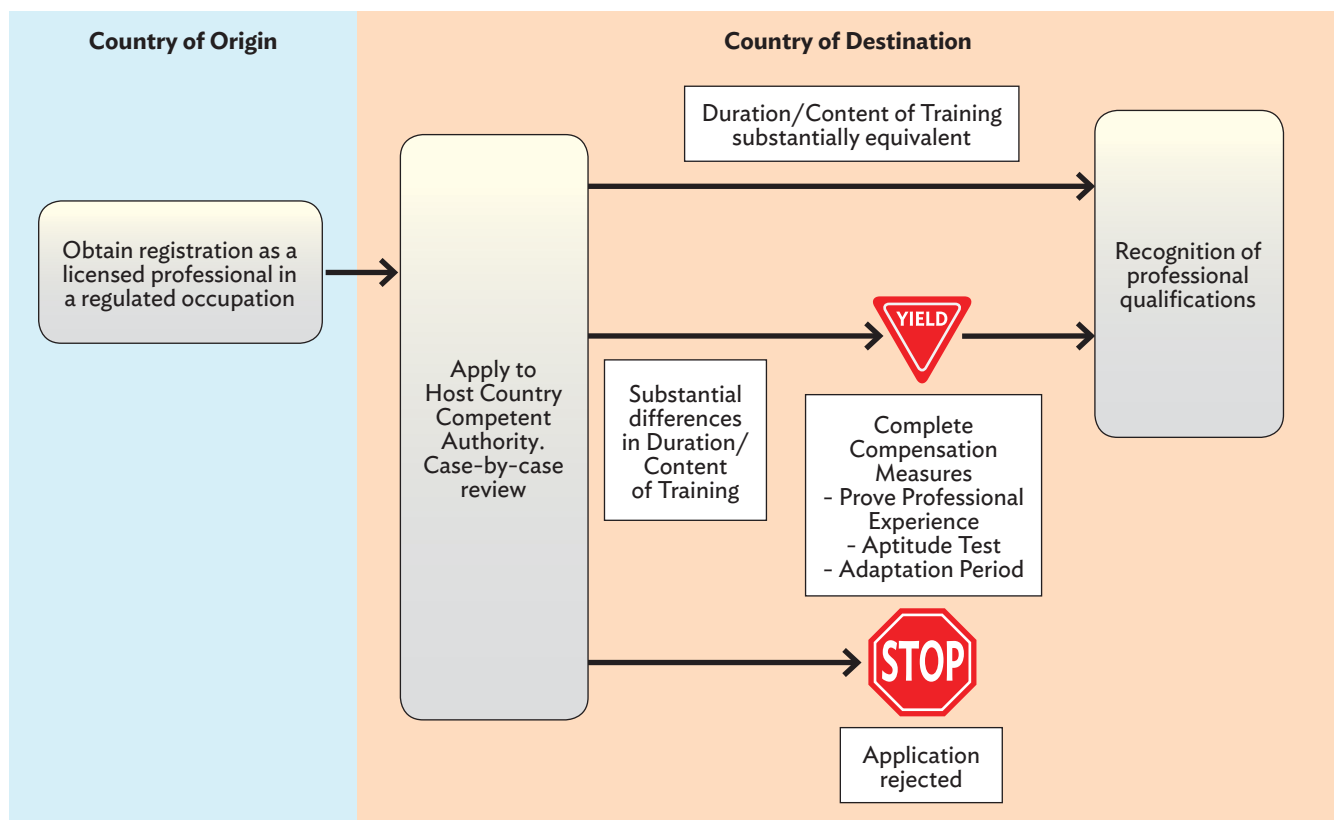 Country of Origin
Country of Destination
Obtain registration as a
licensed professional in
a regulated occupation
Apply to
Host Country
Competent
Authority.
Case-by-case
review
Duration/Content of Training
substantially equivalent
Substantial
differences
in Duration/
Content
of Training
YIELD
Complete
Compensation
Measures
- Prove Professional
Experience
- Aptitude Test
- Adaptation Period
STOP
Application
rejected
Recognition of
professional
qualifications